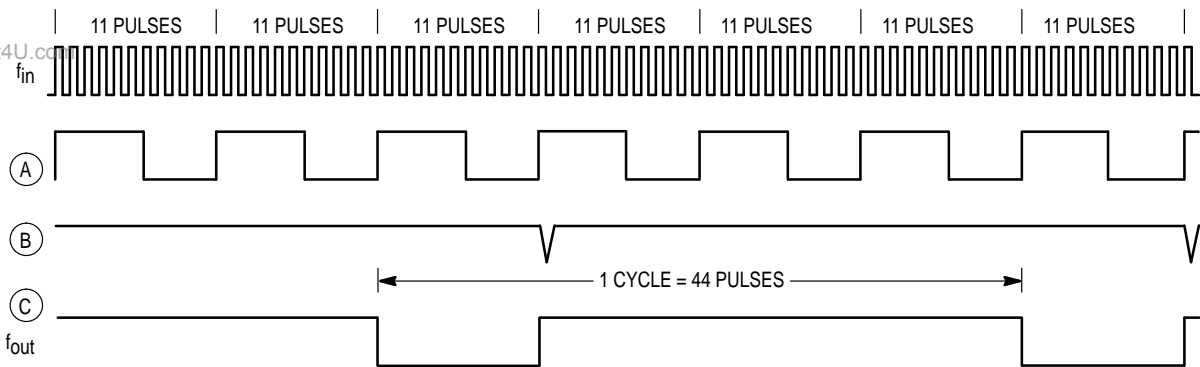 11 PULSES 11 PULSES 11 PULSES 11 PULSES 11 PULSES 11 PULSES 11 PULSES
4U.com
fin
A
B
1 CYCLE = 44 PULSES
C
fout